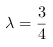 λ = 3/4